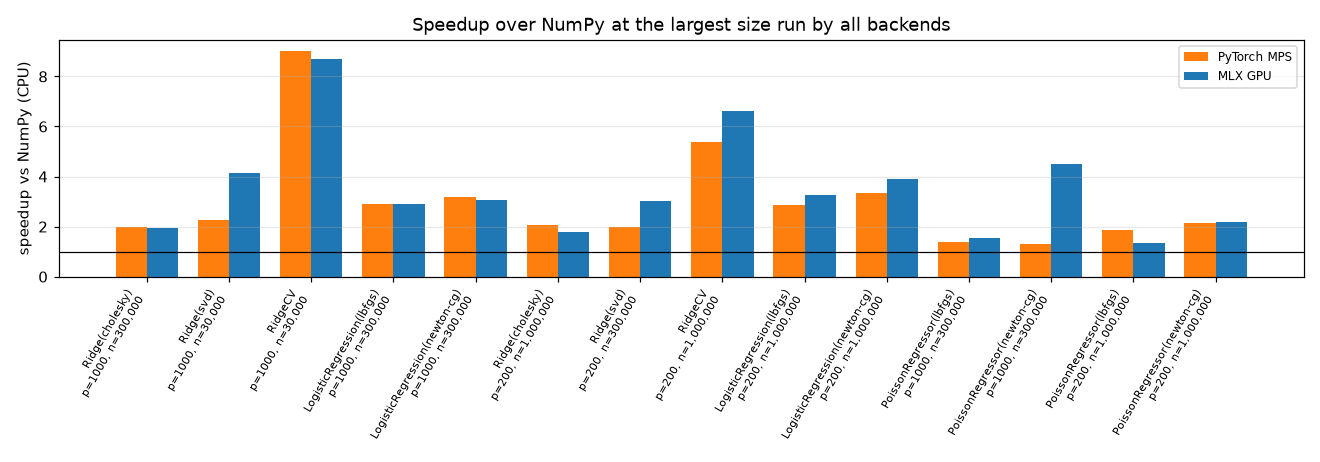 Speedup over NumPy at the largest size run by all backends
PyTorch MPS
MLX GPU
speedup vs NumPy (CPU)
8
6
4
2
0
Ridge(cholesky)
p=1000, n=300,000
Ridge(svd)
p=1000, n=30,000
RidgeCV
p=1000, n=30,000
LogisticRegression(lbfgs)
p=1000, n=300,000
LogisticRegression(newton-cg)
p=1000, n=300,000
Ridge(cholesky)
p=200, n=1,000,000
Ridge(svd)
p=200, n=300,000
RidgeCV
p=200, n=1,000,000
LogisticRegression(lbfgs)
p=200, n=1,000,000
LogisticRegression(newton-cg)
p=200, n=1,000,000
PoissonRegressor(lbfgs)
p=1000, n=300,000
PoissonRegressor(newton-cg)
p=1000, n=300,000
PoissonRegressor(lbfgs)
p=200, n=1,000,000
PoissonRegressor(newton-cg)
p=200, n=1,000,000